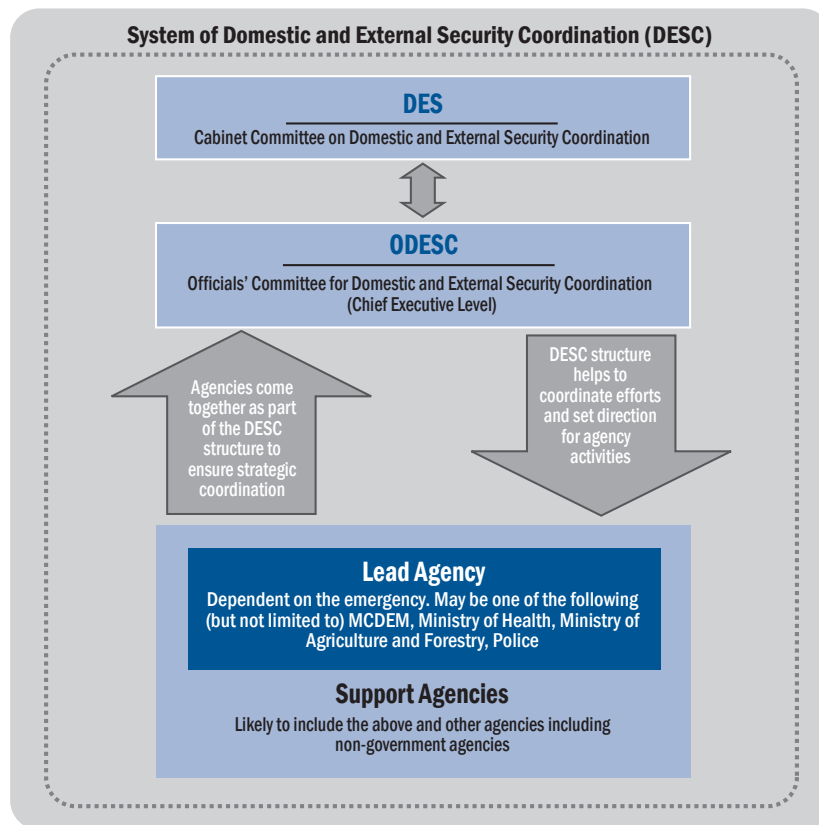 System of Domestic and External Security Coordination (DESC)
DES
Cabinet Committee on Domestic and External Security Coordination
ODESC
Officials’ Committee for Domestic and External Security Coordination
(Chief Executive Level)
Agencies come
together as part
of the DESC
structure to
ensure strategic
coordination
DESC structure
helps to
coordinate efforts
and set direction
for agency
activities
Lead Agency
Dependent on the emergency. May be one of the following
(but not limited to) MCDEM, Ministry of Health, Ministry of
Agriculture and Forestry, Police
Support Agencies
Likely to include the above and other agencies including
non-government agencies